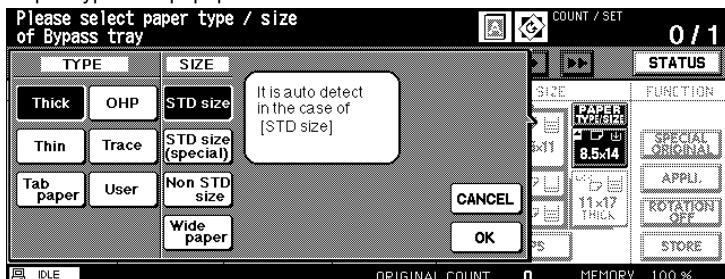 Please select paper type / size
of Bypass tray
COUNT / SET
0 / 1
TYPE
SIZE
STATUS
Thick
OHP
STD size
It is auto detect
in the case of
[STD size]
SIZE
FUNCTION
PAPER
TYPE/SIZE
Thin
Trace
STD size
(special)
8.5x14
SPECIAL
ORIGINAL
Tab
paper
User
Non STD
size
CANCEL
11x17
THICK
APPLI.
ROTATION
OFF
Wide
paper
OK
STORE
IDLE
ORIGINAL COUNT
0
MEMORY
100 %